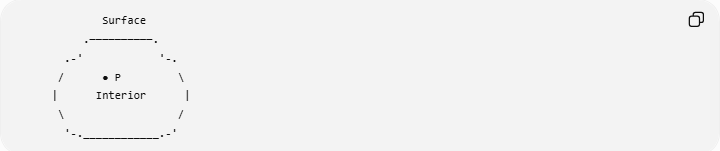 Surface
• P
Interior